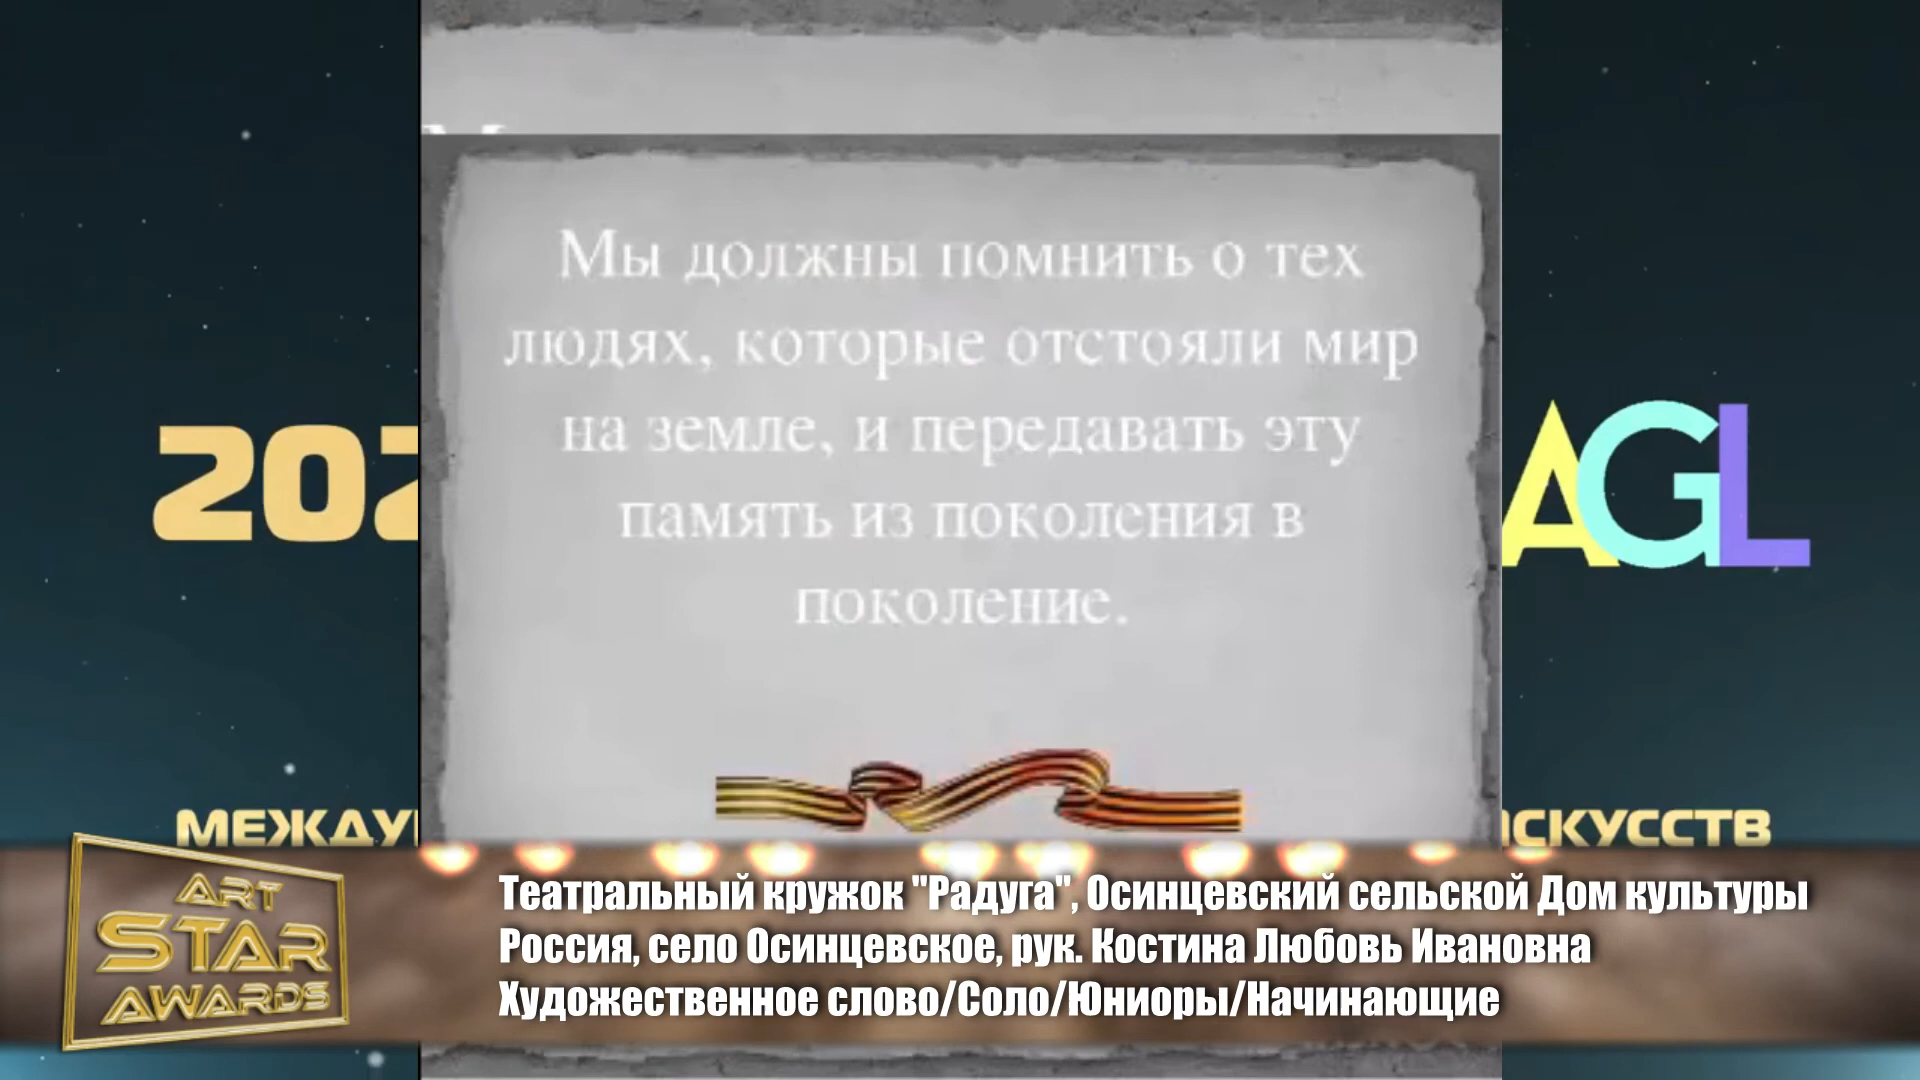 Мы должны помнить о тех
людях, которые отстояли мир
на земле, и передавать эту
память из поколения в
поколение.
AGL
ART
STAR
AWARDS
Театральный кружок "Радуга", Осинцевский сельской Дом культуры
Россия, село Осинцевское, рук. Костина Любовь Ивановна
Художественное слово/Соло/Юниоры/Начинающие